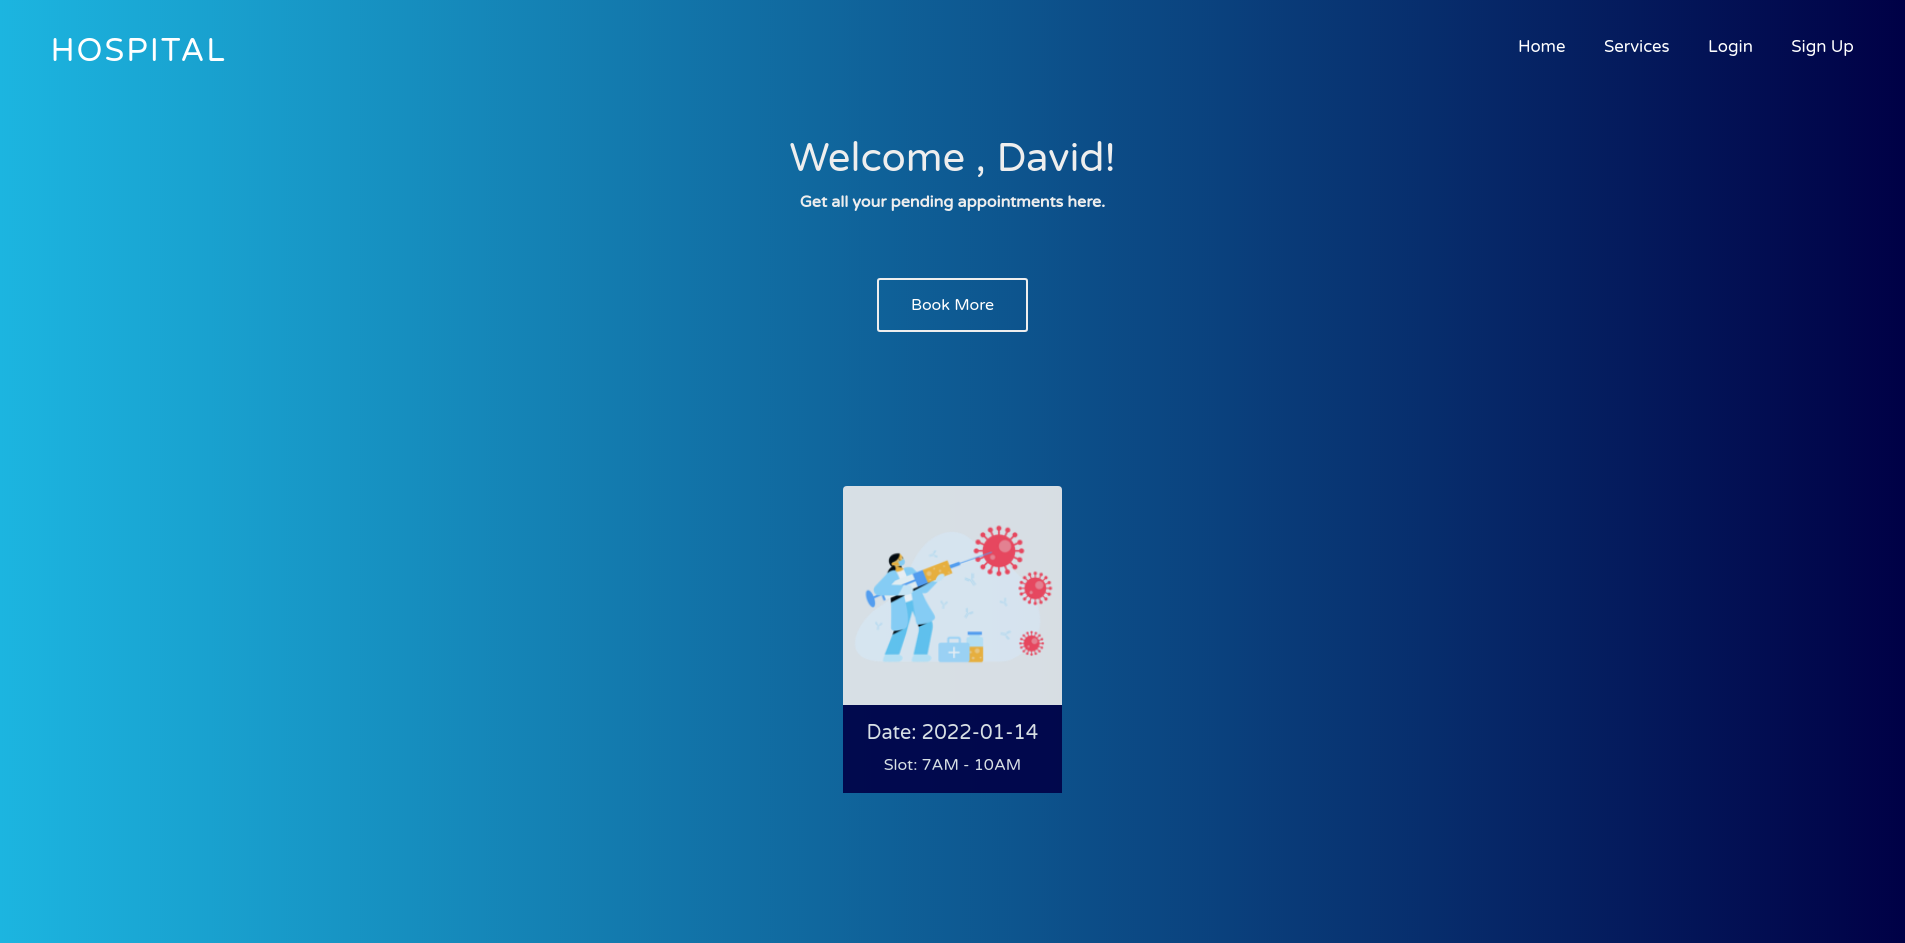 HOSPITAL
Home Services Login Sign Up
Welcome , David!
Get all your pending appointments here.
Book More
Date: 2022-01-14
Slot: 7AM - 10AM